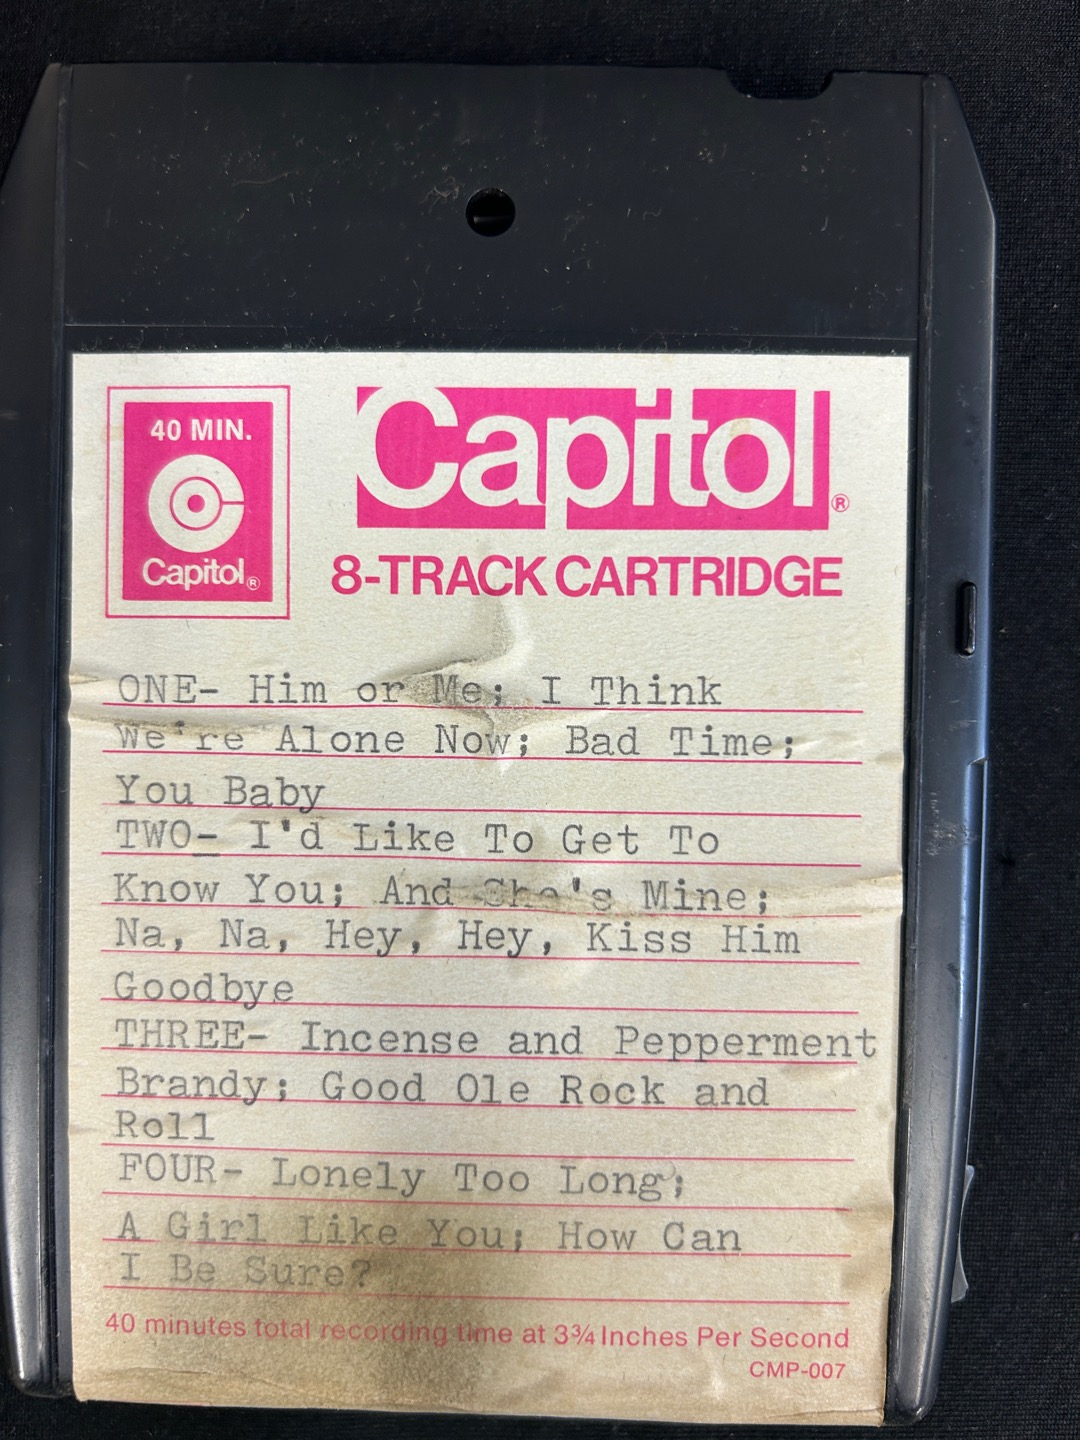 40 MIN.
Capitol®
Capitol®
8-TRACK CARTRIDGE
ONE- Him or Me; I Think
We're Alone Now; Bad Time;
You Baby
TWO- I'd Like To Get To
Know You; And She's Mine;
Na, Na, Hey, Hey, Kiss Him
Goodbye
THREE- Incense and Pepperment
Brandy; Good Ole Rock and
Roll
FOUR- Lonely Too Long;
A Girl Like You; How Can
I Be Sure?
40 minutes total recording time at 3¾ Inches Per Second
CMP-007